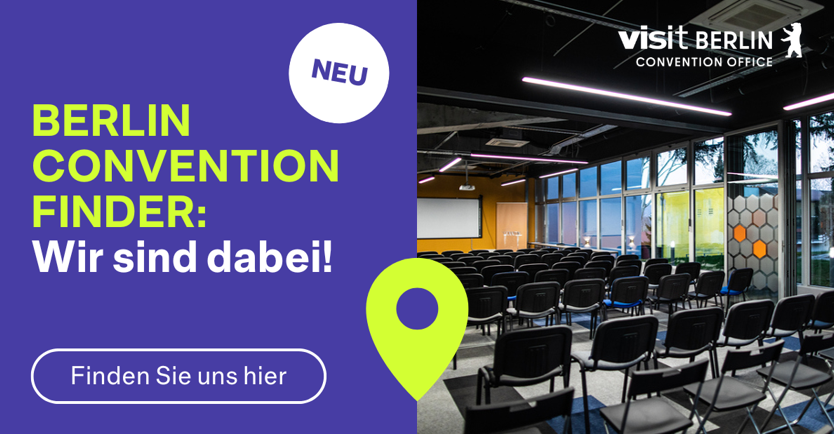 NEU
BERLIN
CONVENTION
FINDER:
Wir sind dabei!
Finden Sie uns hier
visit BERLIN
CONVENTION OFFICE